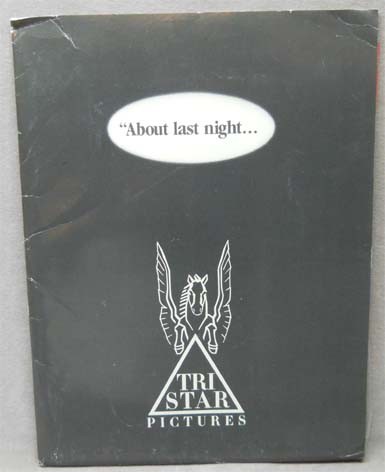 “About last night...
TRI
STAR
PICTURES